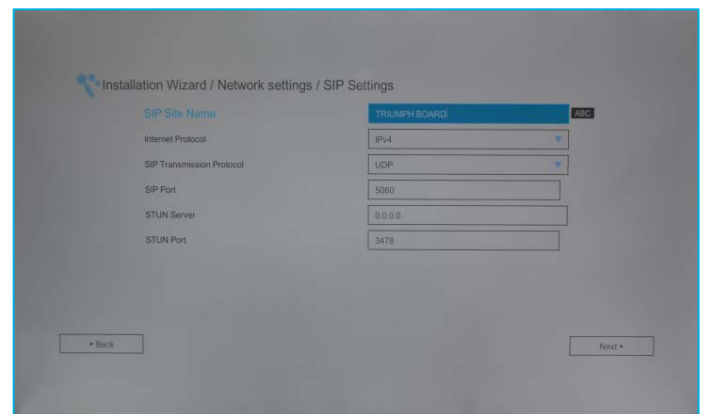 Installation Wizard / Network settings / SIP Settings
SIP Site Name TRIUMPH BOARD ABC
Internet Protocol IPv4
SIP Transmission Protocol UDP
SIP Port 5060
STUN Server 0.0.0.0
STUN Port 3478
Back Next